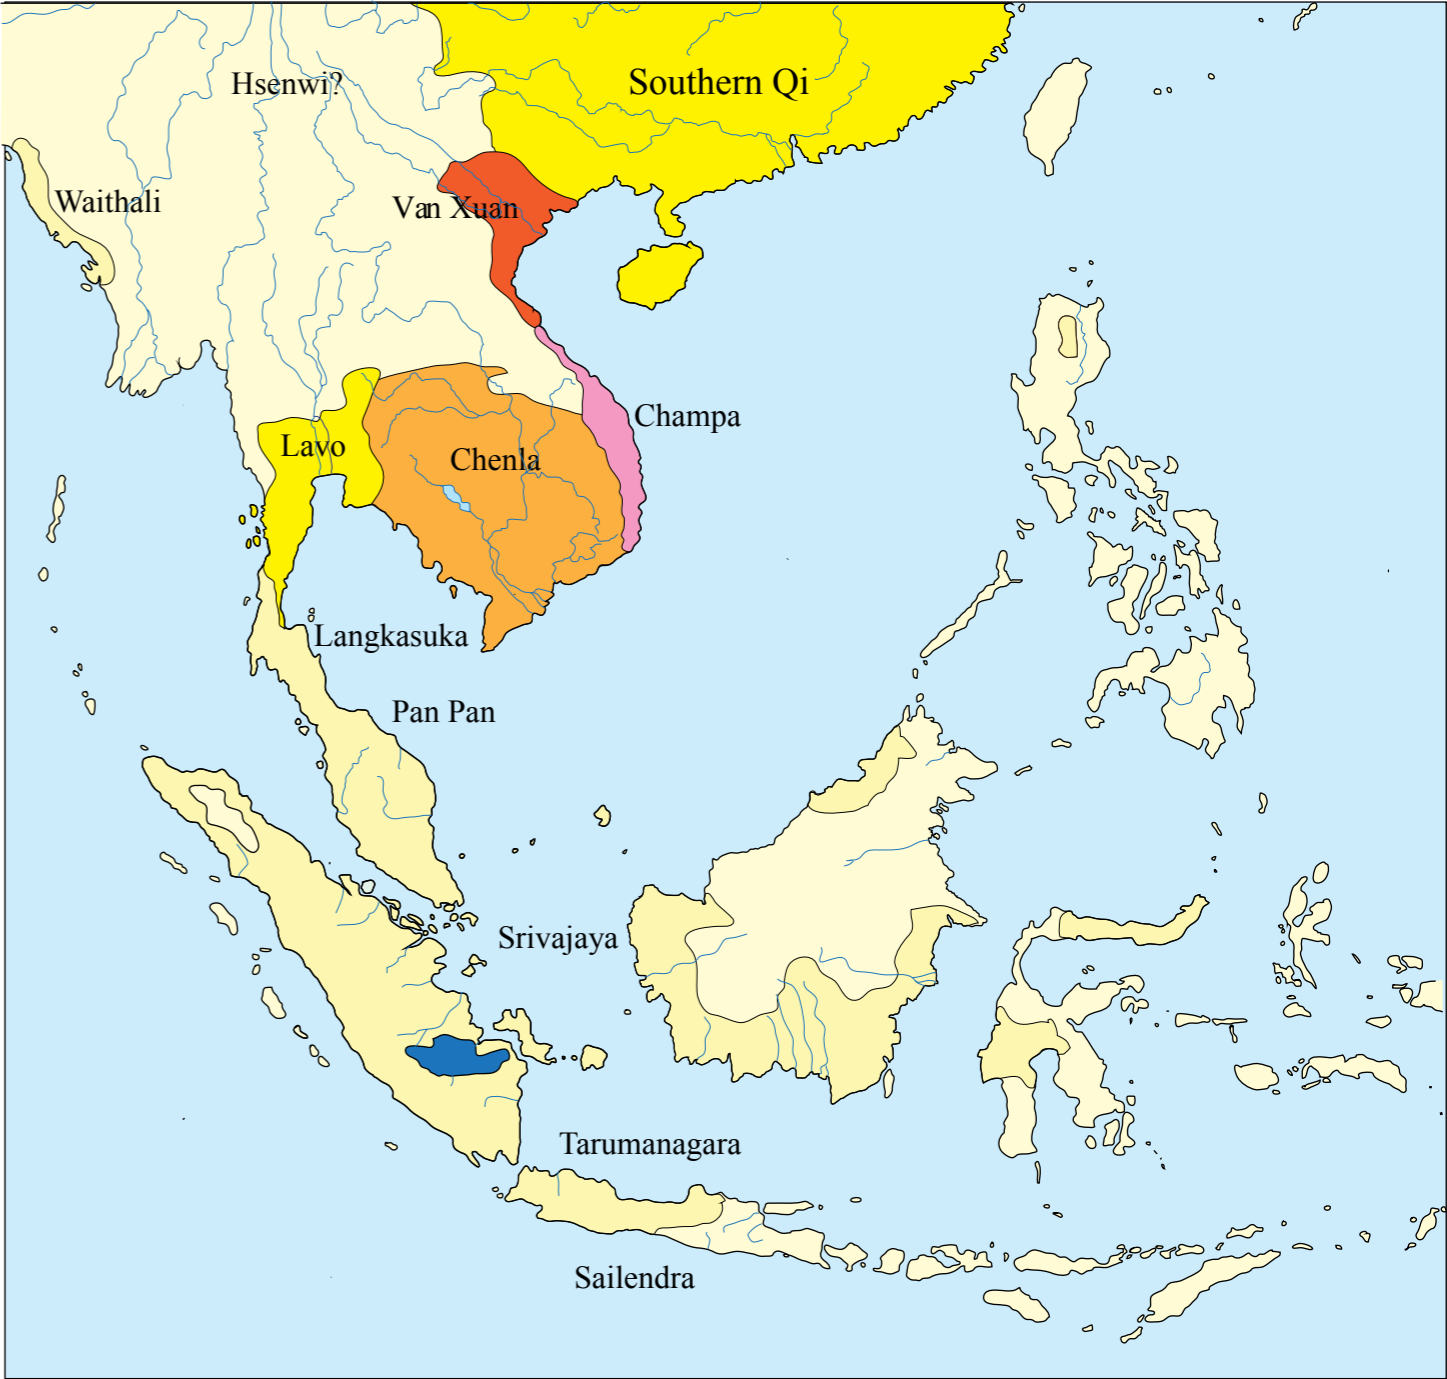 Southern Qi
Hsenwi?
Waithali
Van Xuan
Champa
Lavo
Chenla
Langkasuka
Pan Pan
Srivajaya
Tarumanagara
Sailendra